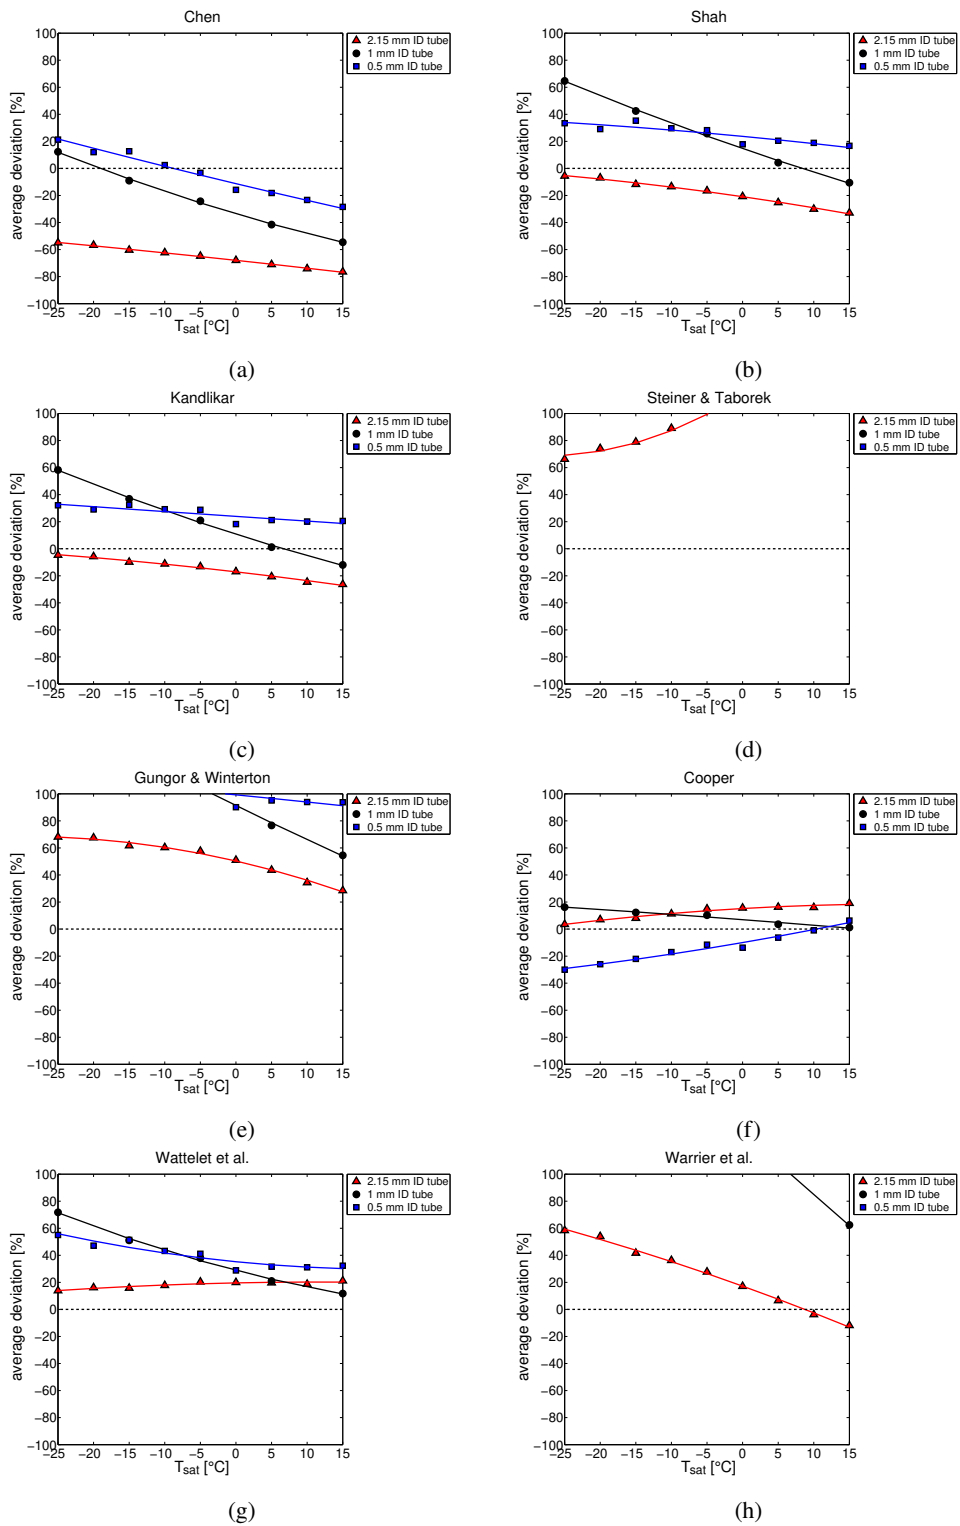 Chen
100
80
60
40
20
0
−20
−40
−60
−80
−100
−25 −20 −15 −10 −5 0 5 10 15
average deviation [%]
Tsat [°C]
2.15 mm ID tube
1 mm ID tube
0.5 mm ID tube
(a)
Shah
100
80
60
40
20
0
−20
−40
−60
−80
−100
−25 −20 −15 −10 −5 0 5 10 15
average deviation [%]
Tsat [°C]
2.15 mm ID tube
1 mm ID tube
0.5 mm ID tube
(b)
Kandlikar
100
80
60
40
20
0
−20
−40
−60
−80
−100
−25 −20 −15 −10 −5 0 5 10 15
average deviation [%]
Tsat [°C]
2.15 mm ID tube
1 mm ID tube
0.5 mm ID tube
(c)
Steiner & Taborek
100
80
60
40
20
0
−20
−40
−60
−80
−100
−25 −20 −15 −10 −5 0 5 10 15
average deviation [%]
Tsat [°C]
2.15 mm ID tube
1 mm ID tube
0.5 mm ID tube
(d)
Gungor & Winterton
100
80
60
40
20
0
−20
−40
−60
−80
−100
−25 −20 −15 −10 −5 0 5 10 15
average deviation [%]
Tsat [°C]
2.15 mm ID tube
1 mm ID tube
0.5 mm ID tube
(e)
Cooper
100
80
60
40
20
0
−20
−40
−60
−80
−100
−25 −20 −15 −10 −5 0 5 10 15
average deviation [%]
Tsat [°C]
2.15 mm ID tube
1 mm ID tube
0.5 mm ID tube
(f)
Wattelet et al.
100
80
60
40
20
0
−20
−40
−60
−80
−100
−25 −20 −15 −10 −5 0 5 10 15
average deviation [%]
Tsat [°C]
2.15 mm ID tube
1 mm ID tube
0.5 mm ID tube
(g)
Warrier et al.
100
80
60
40
20
0
−20
−40
−60
−80
−100
−25 −20 −15 −10 −5 0 5 10 15
average deviation [%]
Tsat [°C]
2.15 mm ID tube
1 mm ID tube
0.5 mm ID tube
(h)